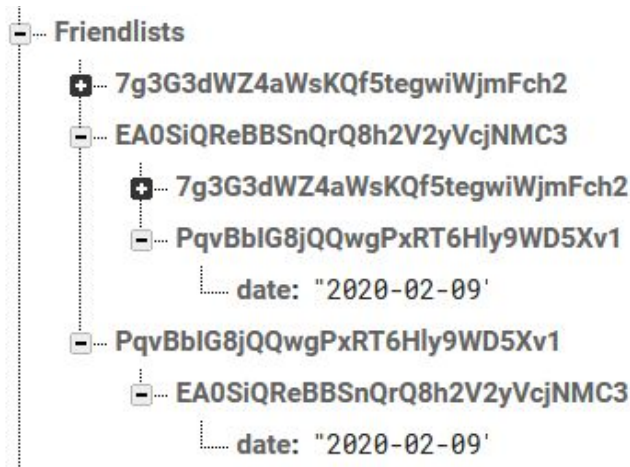 Friendlists
7g3G3dWZ4aWsKQf5tegwiWjmFch2
EA0SiQReBBSnQrQ8h2V2yVcjNMC3
7g3G3dWZ4aWsKQf5tegwiWjmFch2
PqvBbIG8jQQwgPxRT6Hly9WD5Xv1
date: "2020-02-09'
PqvBbIG8jQQwgPxRT6Hly9WD5Xv1
EA0SiQReBBSnQrQ8h2V2yVcjNMC3
date: "2020-02-09'